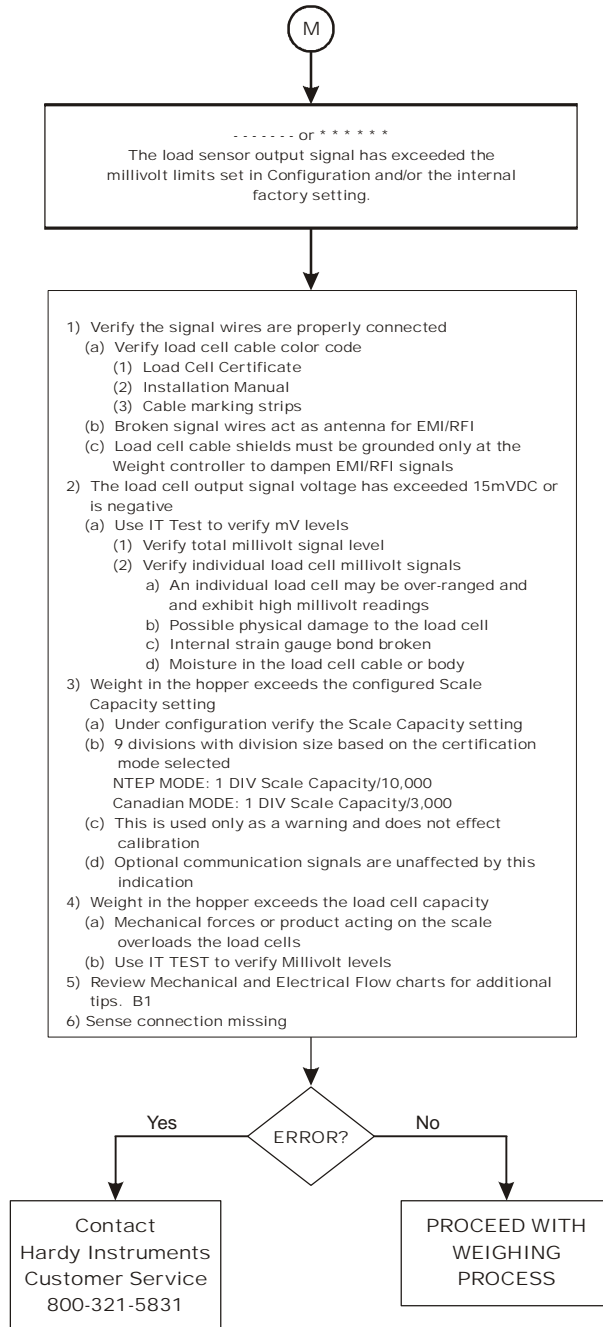 M
- - - - - - - or * * * * * *
The load sensor output signal has exceeded the
millivolt limits set in Configuration and/or the internal
factory setting.
1) Verify the signal wires are properly connected
(a) Verify load cell cable color code
(1) Load Cell Certificate
(2) Installation Manual
(3) Cable marking strips
(b) Broken signal wires act as antenna for EMI/RFI
(c) Load cell cable shields must be grounded only at the
Weight controller to dampen EMI/RFI signals
2) The load cell output signal voltage has exceeded 15mVDC or
is negative
(a) Use IT Test to verify mV levels
(1) Verify total millivolt signal level
(2) Verify individual load cell millivolt signals
a) An individual load cell may be over-ranged and
and exhibit high millivolt readings
b) Possible physical damage to the load cell
c) Internal strain gauge bond broken
d) Moisture in the load cell cable or body
3) Weight in the hopper exceeds the configured Scale
Capacity setting
(a) Under configuration verify the Scale Capacity setting
(b) 9 divisions with division size based on the certification
mode selected
NTEP MODE: 1 DIV Scale Capacity/10,000
Canadian MODE: 1 DIV Scale Capacity/3,000
(c) This is used only as a warning and does not effect
calibration
(d) Optional communication signals are unaffected by this
indication
4) Weight in the hopper exceeds the load cell capacity
(a) Mechanical forces or product acting on the scale
overloads the load cells
(b) Use IT TEST to verify Millivolt levels
5) Review Mechanical and Electrical Flow charts for additional
tips. B1
6) Sense connection missing
ERROR?
Yes
No
Contact
Hardy Instruments
Customer Service
800-321-5831
PROCEED WITH
WEIGHING
PROCESS